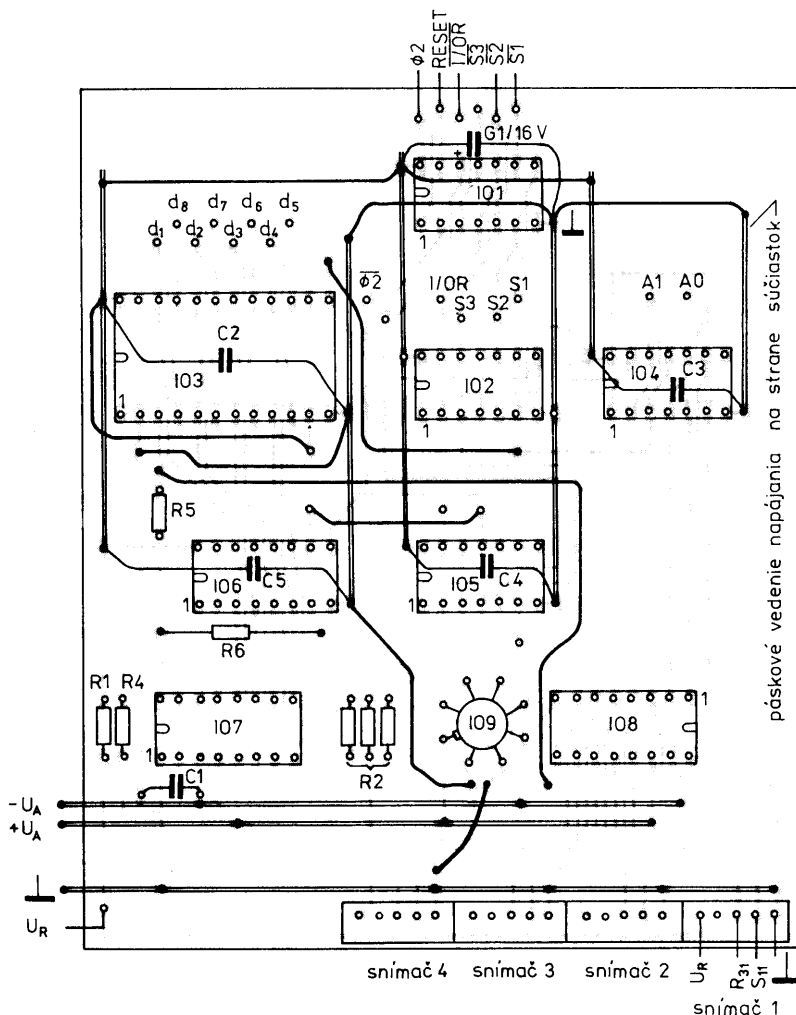 ϕ2
RESET
I/OR
S3
S2
S1
G1/16 V
+
IO1
1
d8 d7 d6 d5
d1 d2 d3 d4
ϕ2
I/OR S1
S3 S2
A1 A0
C2
IO3
1
IO2
1
IO4 C3
1
páskové vedenie napájania na strane súčiastok
R5
IO6 C5
1
IO5 C4
1
R6
R1 R4
IO7
1
R2
IO9
IO8
1
C1
-UA
+UA
UR
snímač 4 snímač 3 snímač 2
UR R31 S11
snímač 1